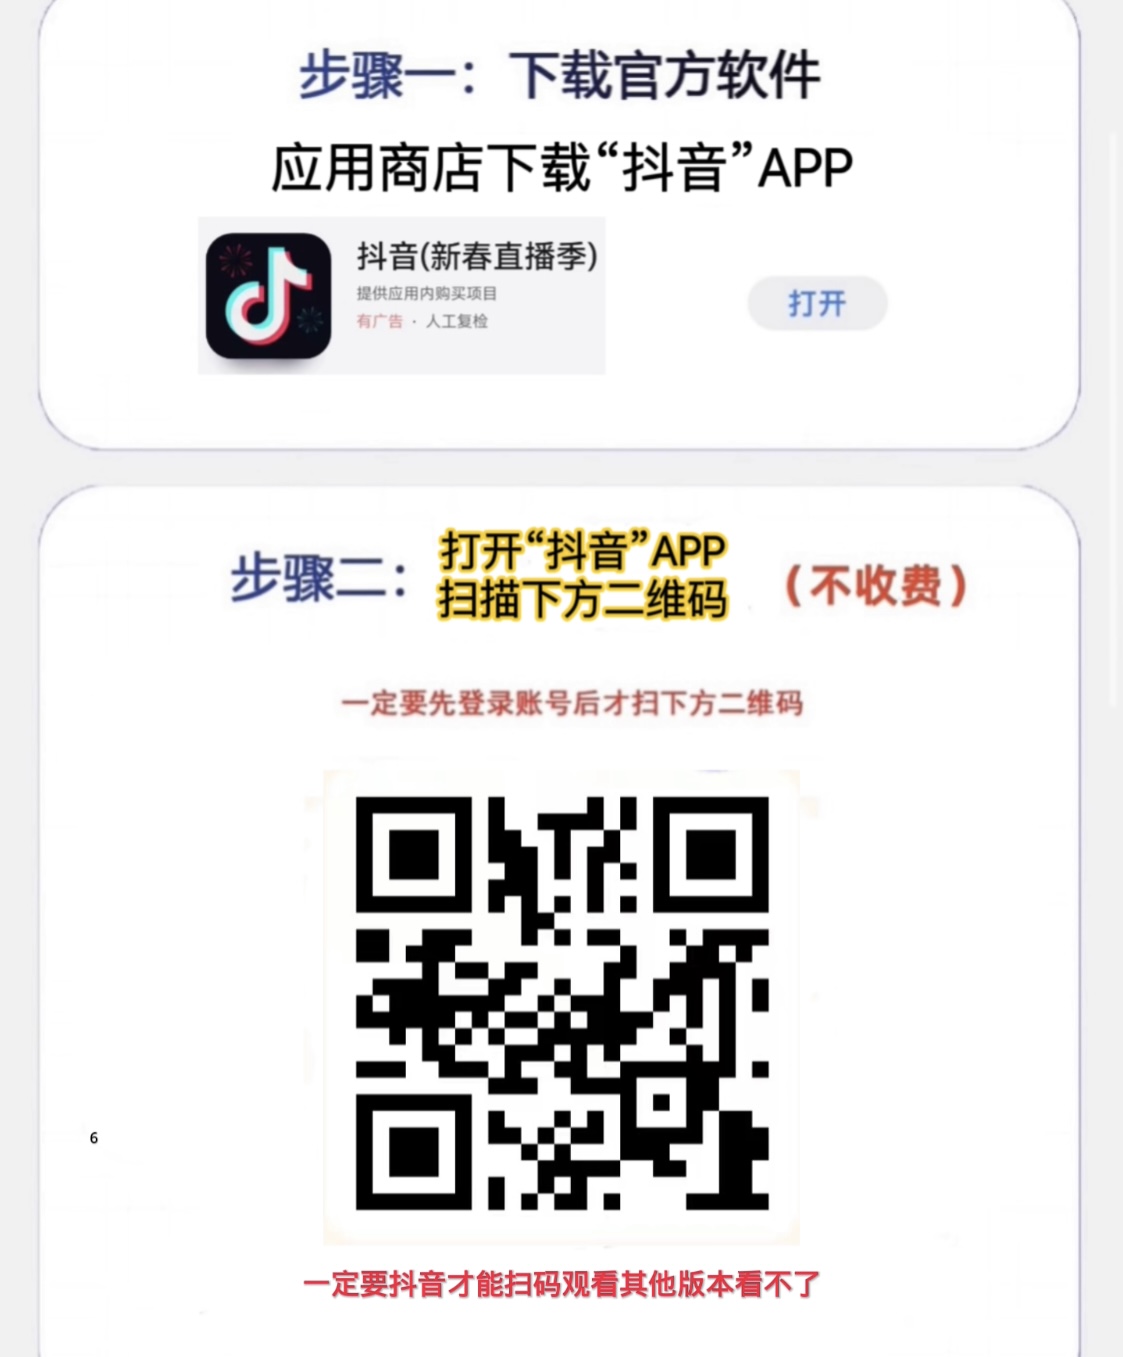 步骤一：下载官方软件
应用商店下载“抖音”APP
抖音(新春直播季)
提供应用内购买项目
有广告 · 人工复检
打开
步骤二：
打开“抖音”APP
扫描下方二维码
(不收费)
一定要先登录账号后才扫下方二维码
6
一定要抖音才能扫码观看其他版本看不了